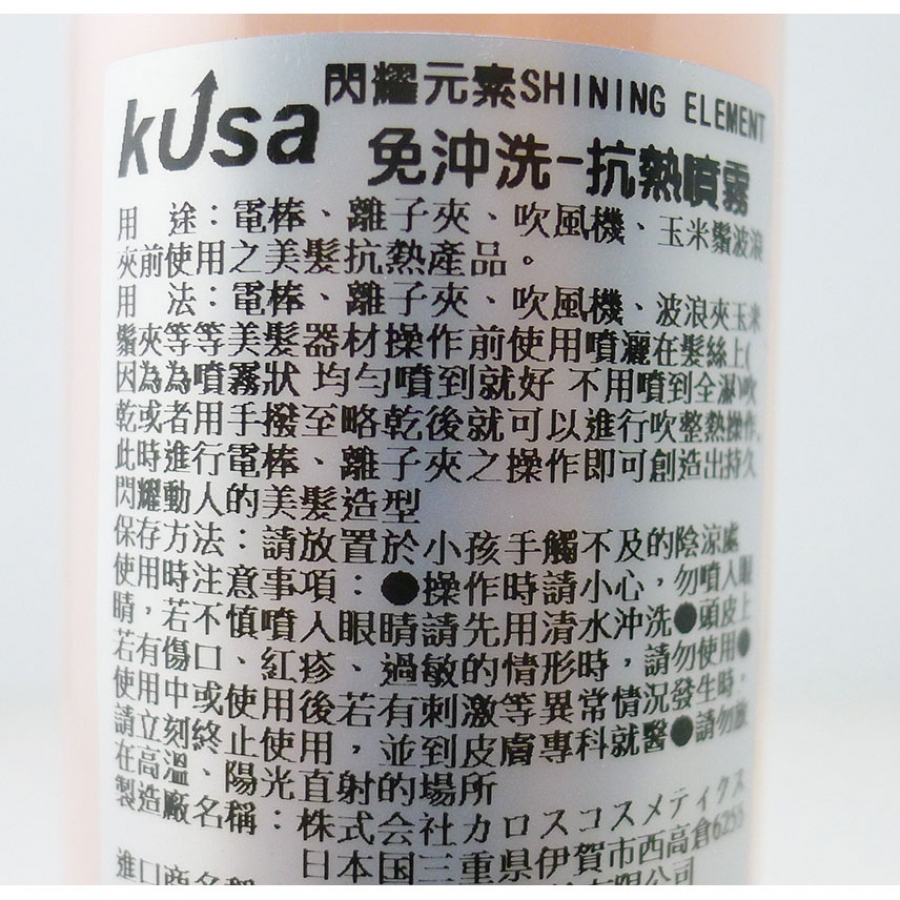 kUsa
閃耀元素SHINING ELEMENT
免沖洗-抗熱噴霧
用 途：電棒、離子夾、吹風機、玉米鬚波浪
夾前使用之美髮抗熱產品。
用 法：電棒、離子夾、吹風機、波浪夾玉米
鬚夾等等美髮器材操作前使用噴灑在髮絲上(
因為為噴霧狀 均勻噴到就好 不用噴到全濕)吹
乾或者用手撥至略乾後就可以進行吹整熱操作,
此時進行電棒、離子夾之操作即可創造出持久
閃耀動人的美髮造型
保存方法：請放置於小孩手觸不及的陰涼處
使用時注意事項：●操作時請小心，勿噴入眼
睛，若不慎噴入眼睛請先用清水沖洗●頭皮上
若有傷口、紅疹、過敏的情形時，請勿使用●
使用中或使用後若有刺激等異常情況發生時，
請立刻終止使用，並到皮膚專科就醫●請勿放
在高溫、陽光直射的場所
製造廠名稱：株式会社カロスコスメティクス
日本国三重県伊賀市西高倉6255
進口商名稱
有限公司